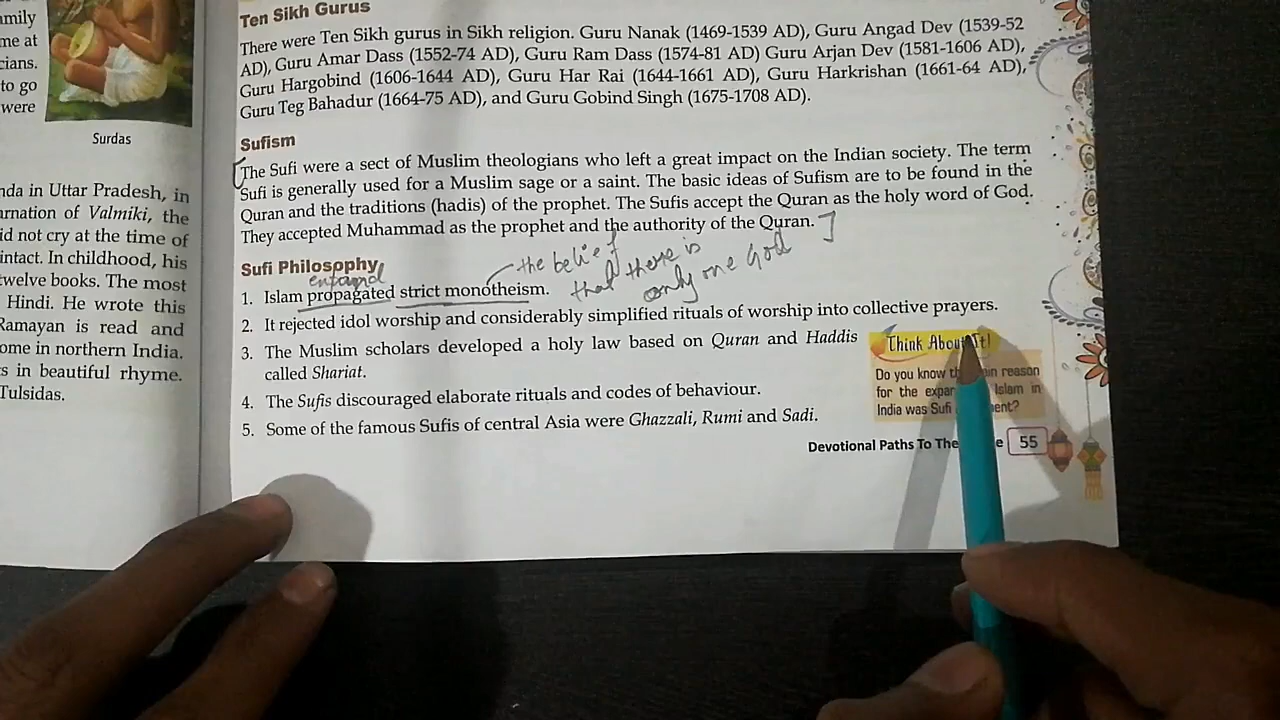 amily
me at
cians.
to go
were
Surdas
nda in Uttar Pradesh, in
arnation of Valmiki, the
id not cry at the time of
intact. In childhood, his
twelve books. The most
Hindi. He wrote this
Ramayan is read and
ome in northern India.
s in beautiful rhyme.
Tulsidas.
Ten Sikh Gurus
There were Ten Sikh gurus in Sikh religion. Guru Nanak (1469-1539 AD), Guru Angad Dev (1539-52
AD), Guru Amar Dass (1552-74 AD), Guru Ram Dass (1574-81 AD) Guru Arjan Dev (1581-1606 AD),
Guru Hargobind (1606-1644 AD), Guru Har Rai (1644-1661 AD), Guru Harkrishan (1661-64 AD),
Guru Teg Bahadur (1664-75 AD), and Guru Gobind Singh (1675-1708 AD).
Sufism
The Sufi were a sect of Muslim theologians who left a great impact on the Indian society. The term
Sufi is generally used for a Muslim sage or a saint. The basic ideas of Sufism are to be found in the
Quran and the traditions (hadis) of the prophet. The Sufis accept the Quran as the holy word of God.
They accepted Muhammad as the prophet and the authority of the Quran.
Sufi Philosophy
the belief
that there is
only one God
1. Islam propagated strict monotheism.
2. It rejected idol worship and considerably simplified rituals of worship into collective prayers.
3. The Muslim scholars developed a holy law based on Quran and Haddis
called Shariat.
4. The Sufis discouraged elaborate rituals and codes of behaviour.
5. Some of the famous Sufis of central Asia were Ghazzali, Rumi and Sadi.
Think About It!
Do you know reason
for the Islam in
India was Sufi
Devotional Paths To 55